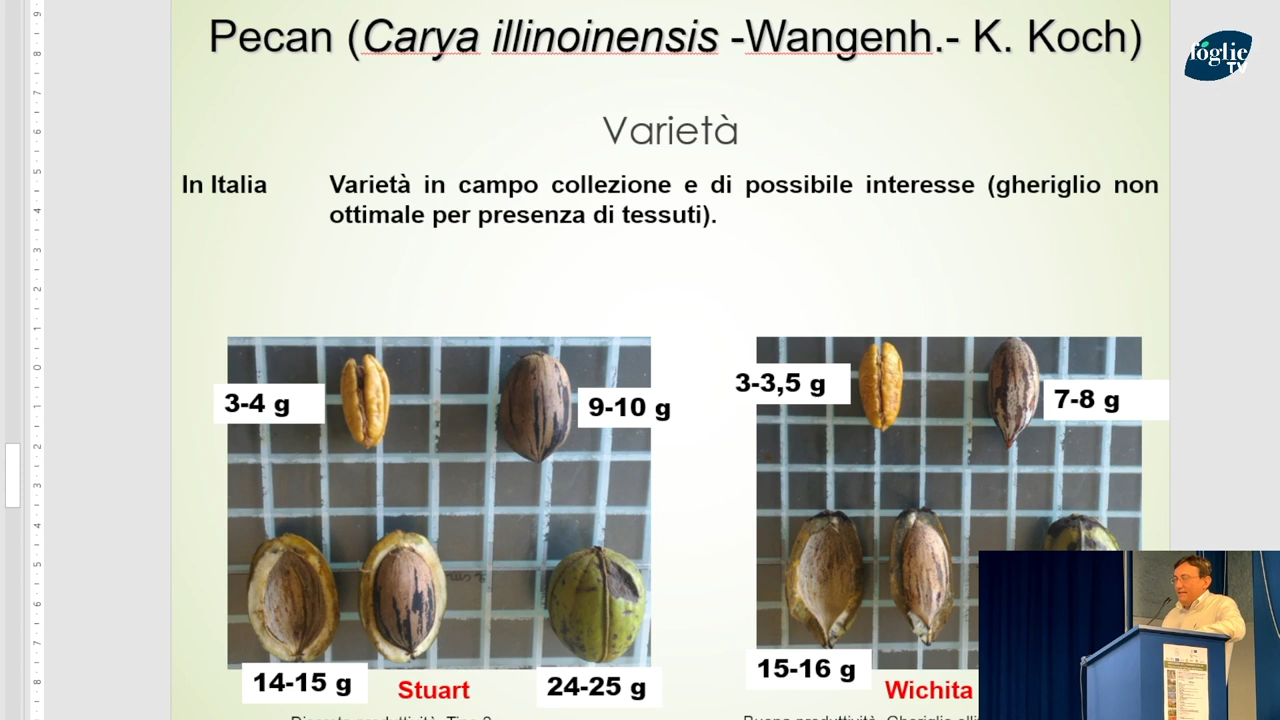 Pecan (Carya illinoinensis -Wangenh.- K. Koch)
foglie
TV
Varietà
In Italia
Varietà in campo collezione e di possibile interesse (gheriglio non
ottimale per presenza di tessuti).
3-4 g
9-10 g
3-3,5 g
7-8 g
14-15 g
Stuart
24-25 g
15-16 g
Wichita